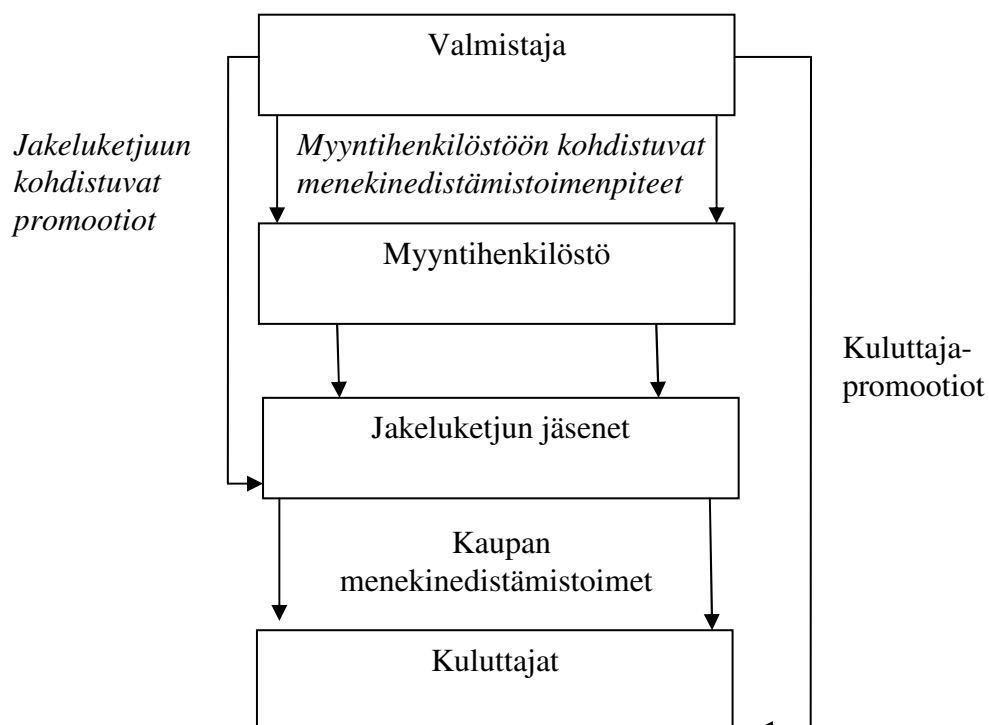 Valmistaja
Jakeluketjuun
kohdistuvat
promootiot
Myyntihenkilöstöön kohdistuvat
menekinedistämistoimenpiteet
Myyntihenkilöstö
Kuluttaja-
promootiot
Jakeluketjun jäsenet
Kaupan
menekinedistämistoimet
Kuluttajat